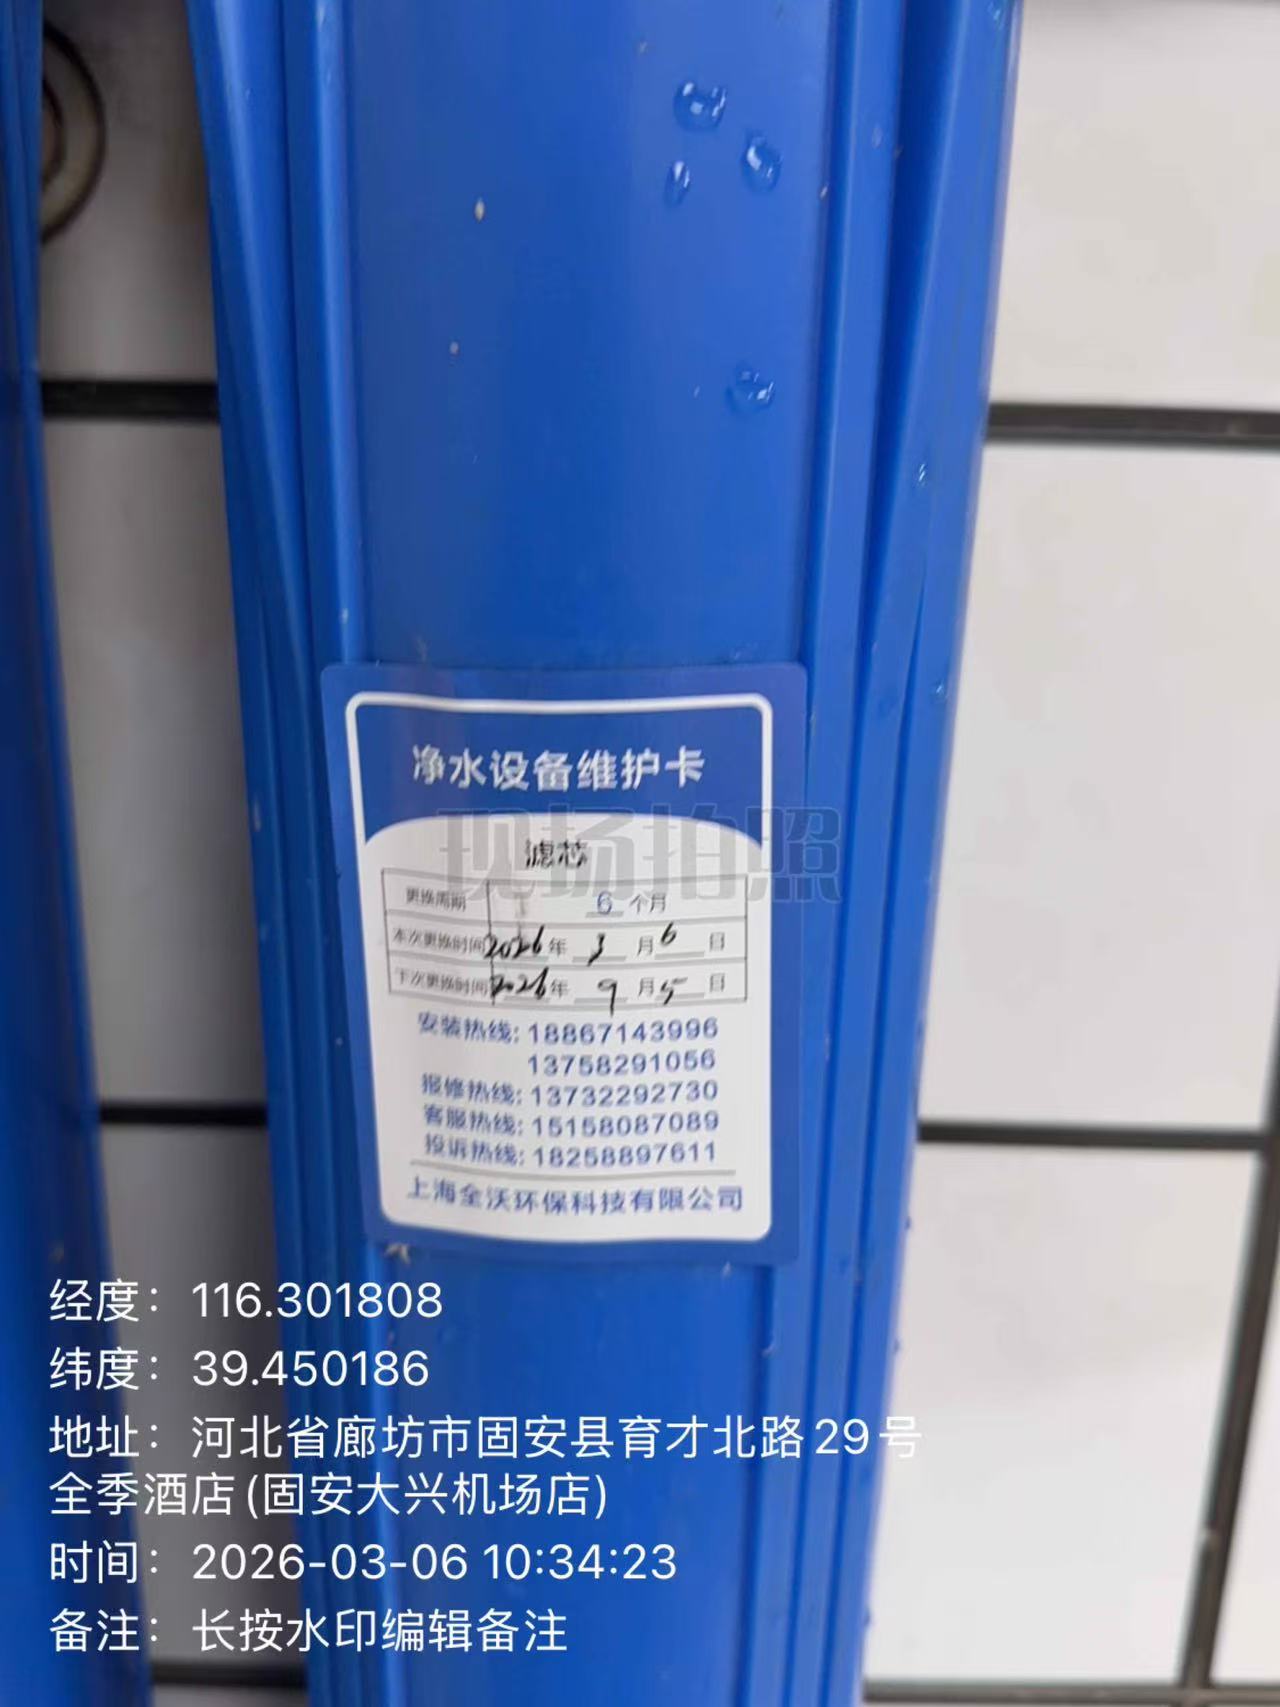 净水设备维护卡
现场拍照
滤芯
更换周期 6 个月
本次更换时间 2026 年 3 月 6 日
下次更换时间 2026 年 9 月 5 日
安装热线: 18867143996
13758291056
报修热线: 13732292730
客服热线: 15158087089
投诉热线: 18258897611
上海全沃环保科技有限公司
经度: 116.301808
纬度: 39.450186
地址: 河北省廊坊市固安县育才北路29号
全季酒店(固安大兴机场店)
时间: 2026-03-06 10:34:23
备注: 长按水印编辑备注